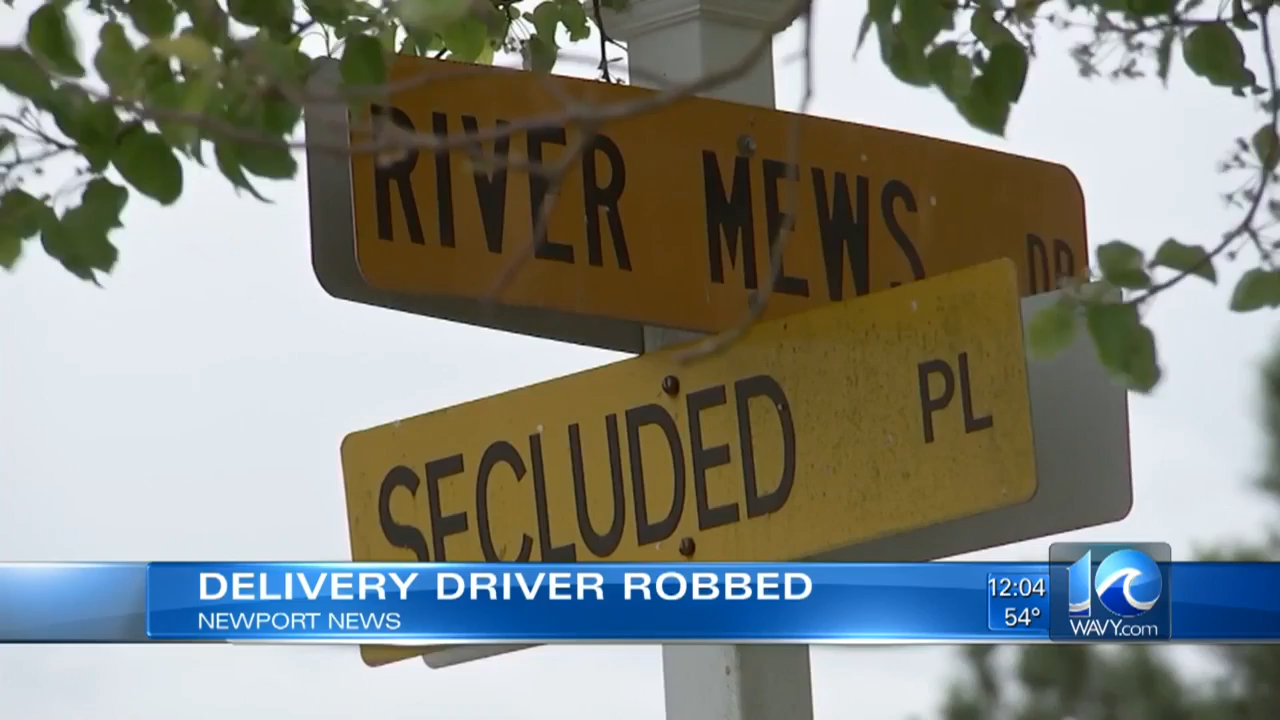 RIVER MEWS DR
SECLUDED PL
DELIVERY DRIVER ROBBED
NEWPORT NEWS
12:04
54°
10
WAVY.com